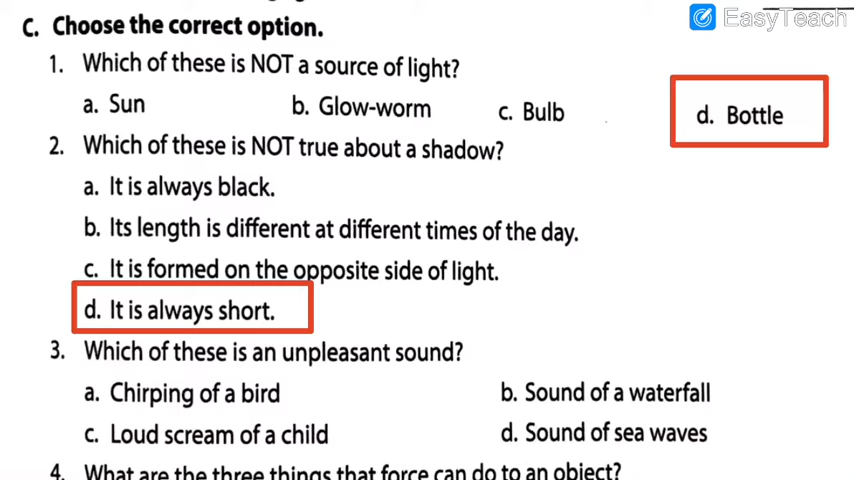 EasyTeach
C. Choose the correct option.
1. Which of these is NOT a source of light?
a. Sun b. Glow-worm c. Bulb d. Bottle
2. Which of these is NOT true about a shadow?
a. It is always black.
b. Its length is different at different times of the day.
c. It is formed on the opposite side of light.
d. It is always short.
3. Which of these is an unpleasant sound?
a. Chirping of a bird b. Sound of a waterfall
c. Loud scream of a child d. Sound of sea waves
4. What are the three things that force can do to an object?